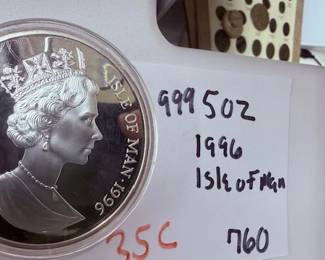 ISLE OF MAN · 1996
999 5oz
1996
Isle of Man
35C
760